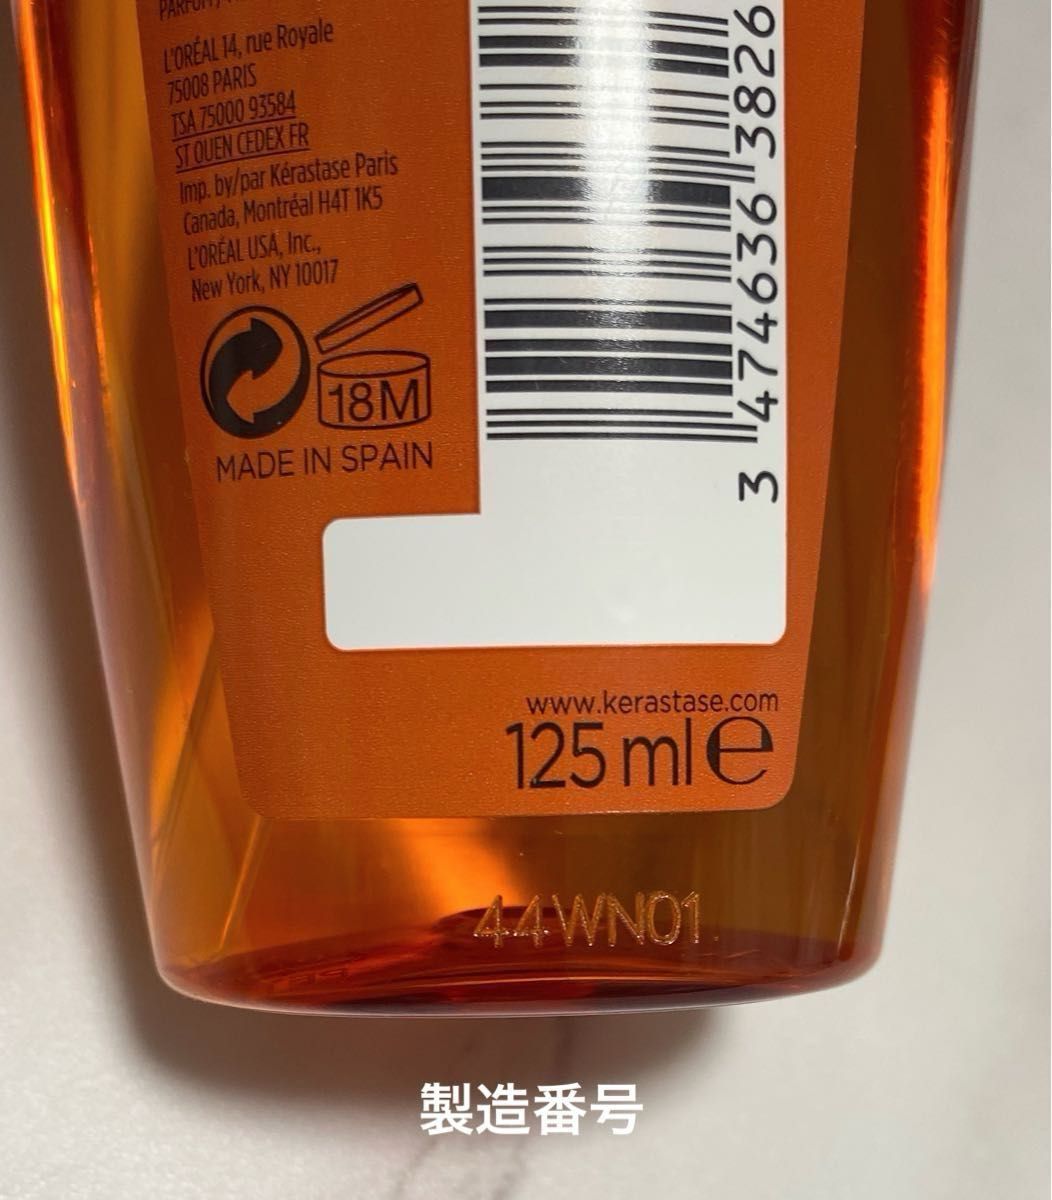 L'ORÉAL 14, rue Royale
75008 PARIS
TSA 75000 93584
ST OUEN CEDEX FR
Imp. by/par Kérastase Paris
Canada, Montréal H4T 1K5
L'ORÉAL USA, Inc.,
New York, NY 10017
18M
MADE IN SPAIN
3 474636 3826
www.kerastase.com
125 ml e
44WN01
製造番号